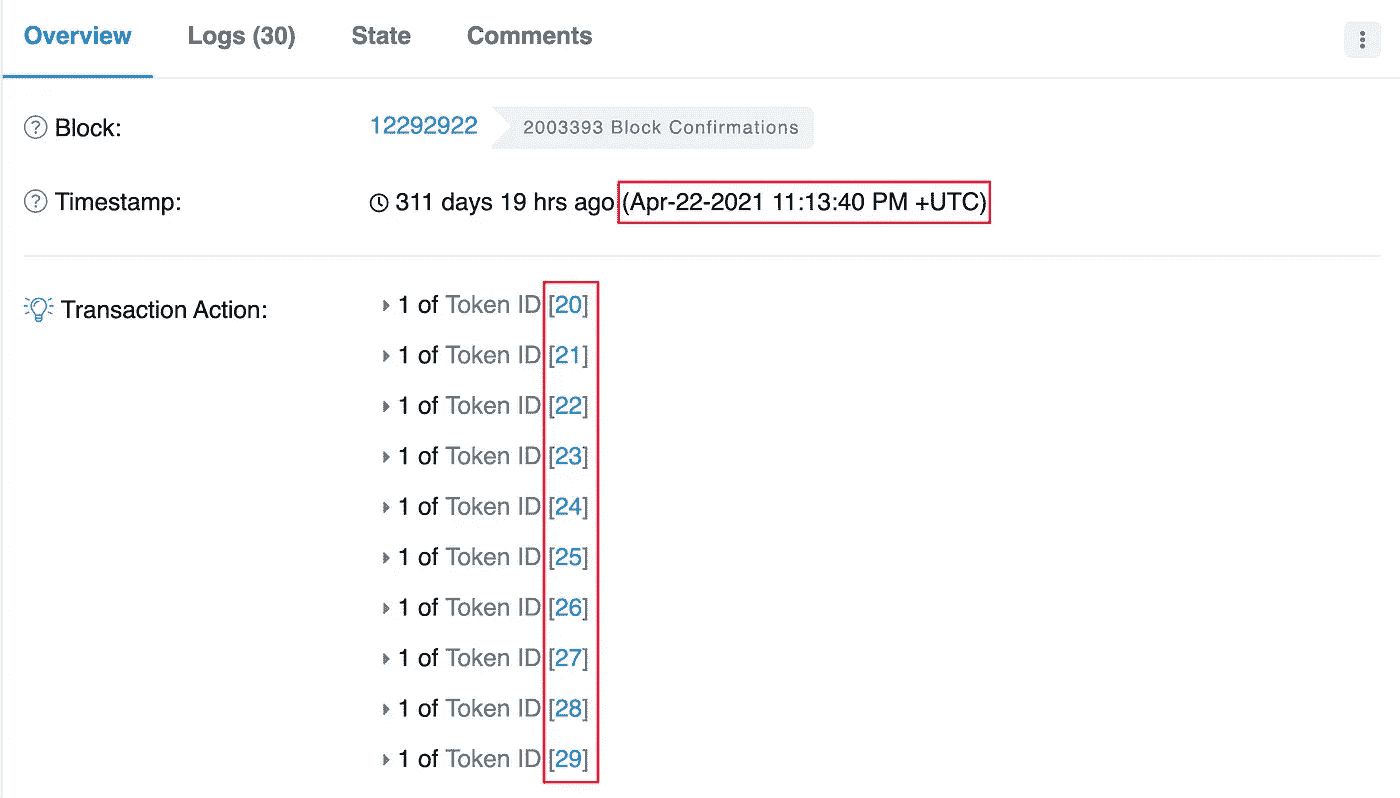 Overview Logs (30) State Comments
? Block: 12292922 2003393 Block Confirmations
? Timestamp: 311 days 19 hrs ago (Apr-22-2021 11:13:40 PM +UTC)
Transaction Action: 1 of Token ID [20]
1 of Token ID [21]
1 of Token ID [22]
1 of Token ID [23]
1 of Token ID [24]
1 of Token ID [25]
1 of Token ID [26]
1 of Token ID [27]
1 of Token ID [28]
1 of Token ID [29]